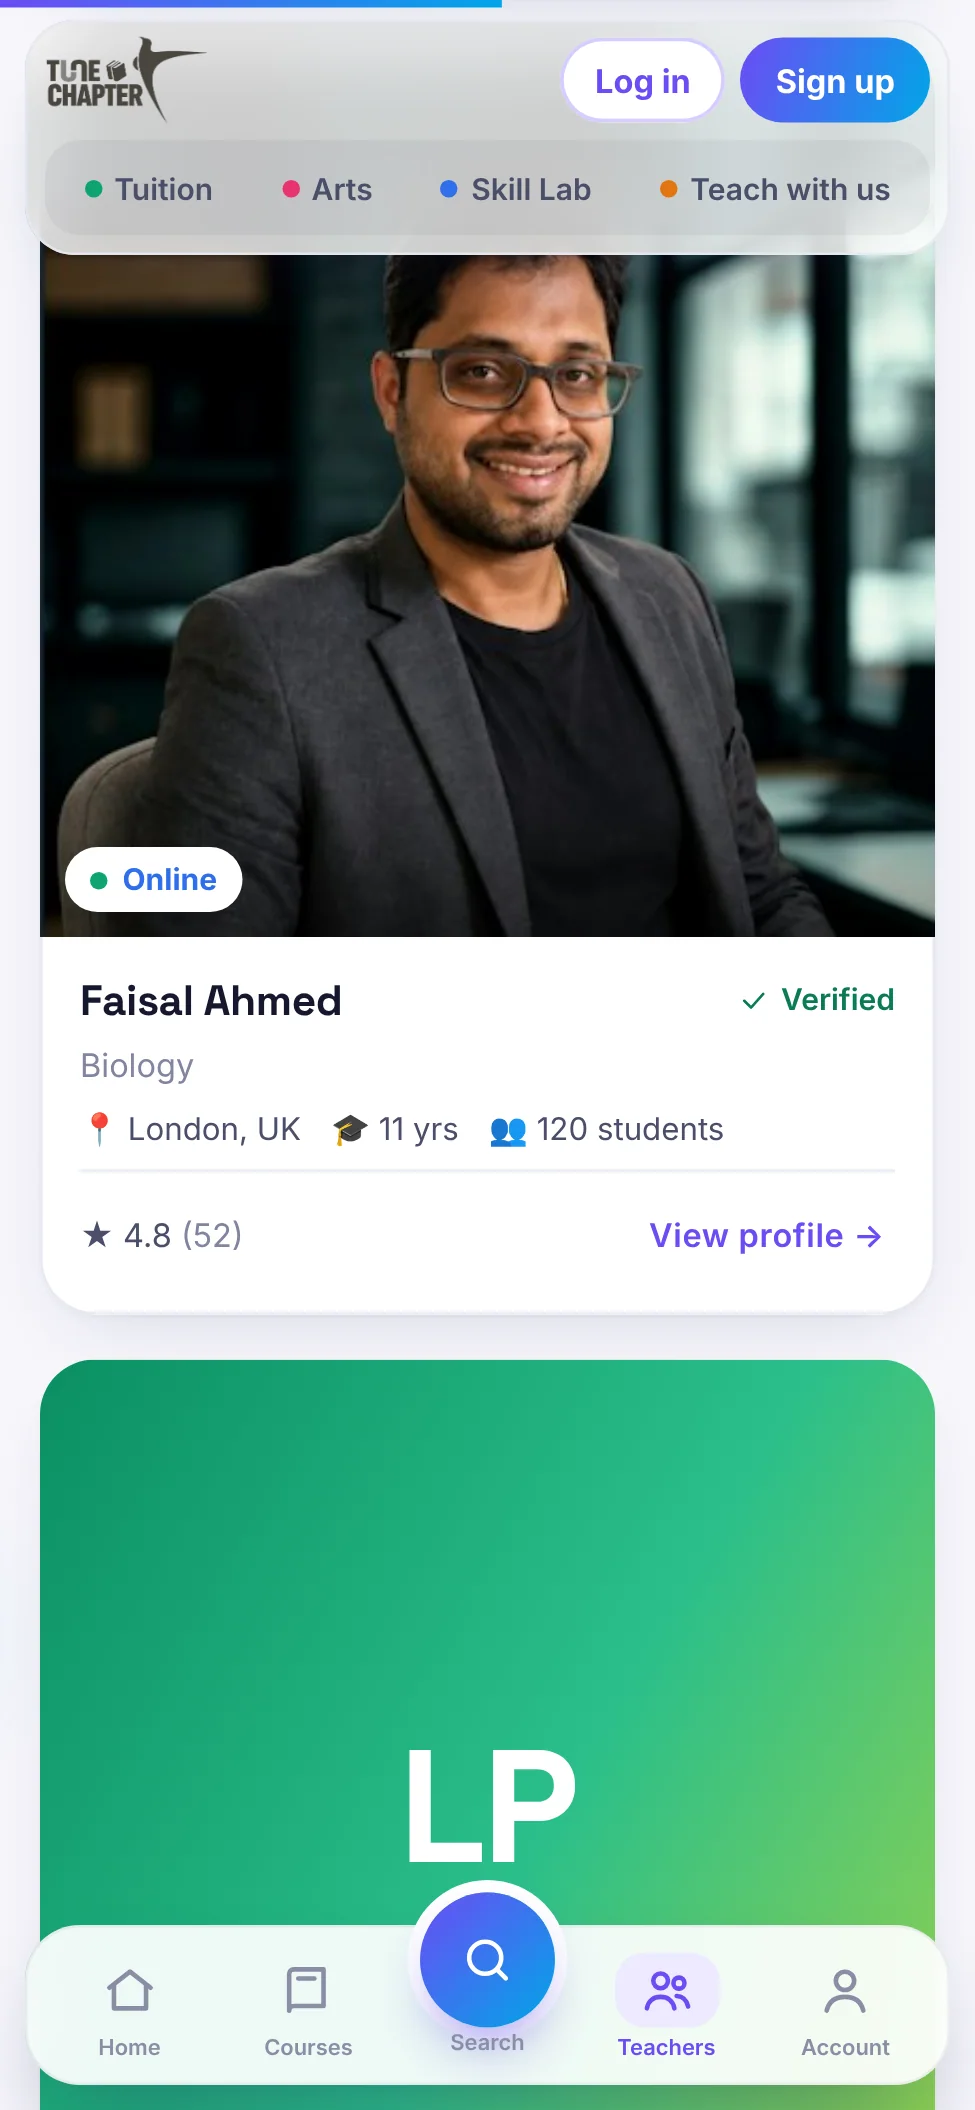 TUNE
CHAPTER
Log in
Sign up
Tuition
Arts
Skill Lab
Teach with us
Online
Faisal Ahmed
✓ Verified
Biology
📍 London, UK 🎓 11 yrs 👥 120 students
★ 4.8 (52)
View profile →
LP
Home
Courses
Search
Teachers
Account